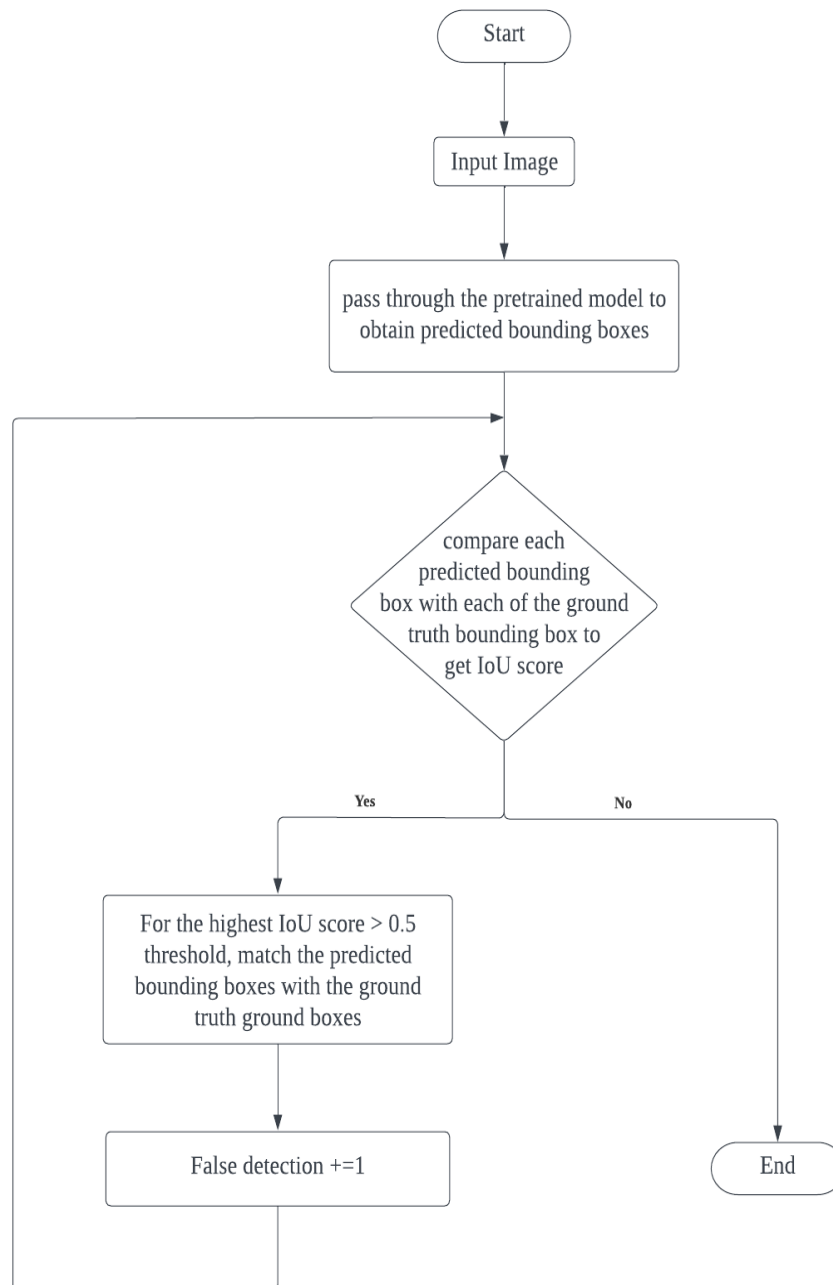 Start
Input Image
pass through the pretrained model to
obtain predicted bounding boxes
compare each
predicted bounding
box with each of the ground
truth bounding box to
get IoU score
Yes
No
For the highest IoU score > 0.5
threshold, match the predicted
bounding boxes with the ground
truth ground boxes
False detection +=1
End